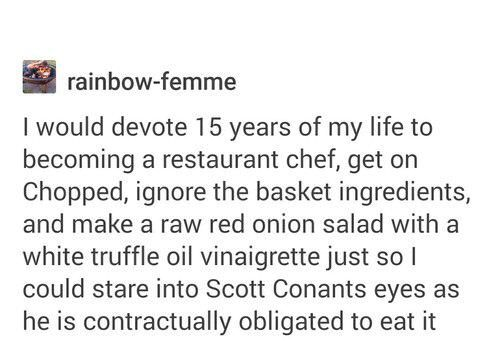 rainbow-femme
I would devote 15 years of my life to
becoming a restaurant chef, get on
Chopped, ignore the basket ingredients,
and make a raw red onion salad with a
white truffle oil vinaigrette just so I
could stare into Scott Conants eyes as
he is contractually obligated to eat it